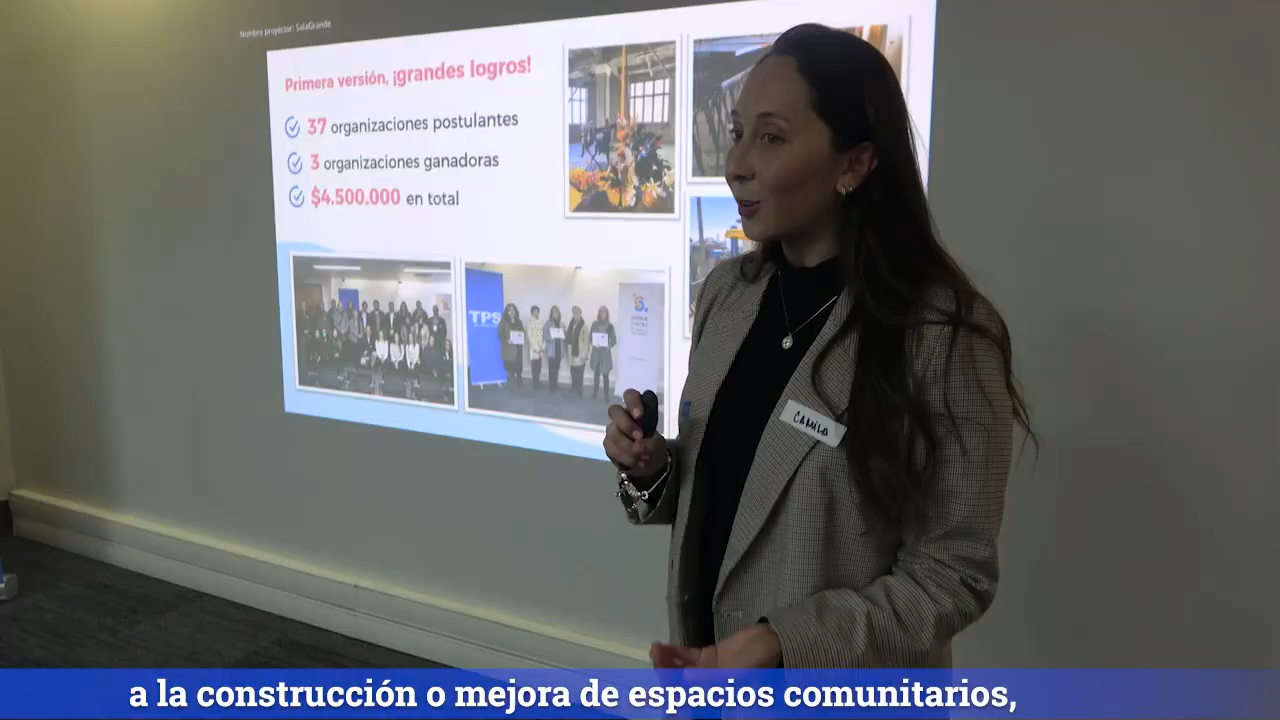 Nombre proyector: SalaGrande
Primera versión, ¡grandes logros!
37 organizaciones postulantes
3 organizaciones ganadoras
$4.500.000 en total
TPS
CAMILA
a la construcción o mejora de espacios comunitarios,